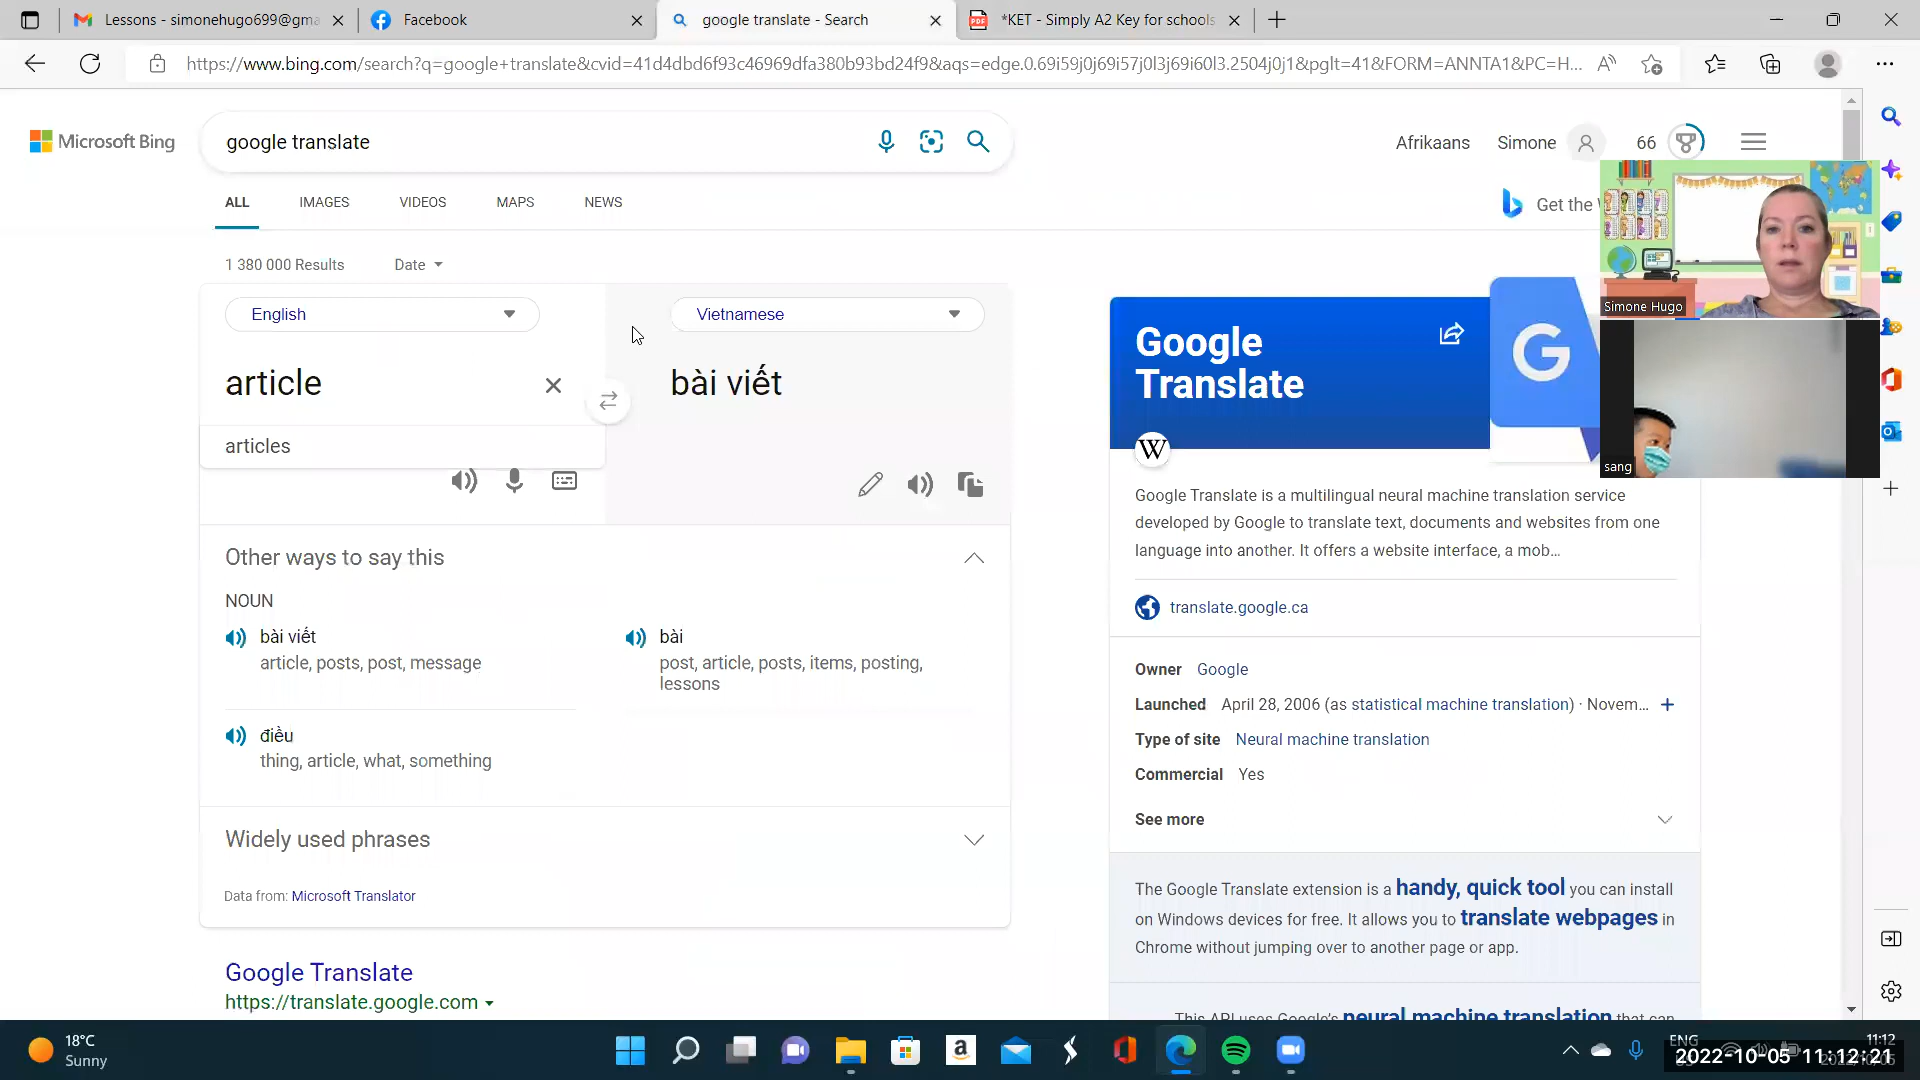 Lessons - simonehugo699@gma
Facebook
google translate - Search
*KET - Simply A2 Key for schools
https://www.bing.com/search?q=google+translate&cvid=41d4dbd6f93c46969dfa380b93bd24f9&aqs=edge.0.69i59j0j69i57j0l3j69i60l3.2504j0j1&pglt=41&FORM=ANNTA1&PC=H...
Microsoft Bing
google translate
Afrikaans
Simone
66
ALL
IMAGES
VIDEOS
MAPS
NEWS
Get the
1 380 000 Results
Date
English
Vietnamese
article
bài viết
articles
Other ways to say this
NOUN
bài viết
article, posts, post, message
bài
post, article, posts, items, posting,
lessons
điều
thing, article, what, something
Widely used phrases
Data from: Microsoft Translator
Google Translate
https://translate.google.com
Google
Translate
G
W
Google Translate is a multilingual neural machine translation service
developed by Google to translate text, documents and websites from one
language into another. It offers a website interface, a mob...
translate.google.ca
Owner Google
Launched April 28, 2006 (as statistical machine translation) · Novem...
Type of site Neural machine translation
Commercial Yes
See more
The Google Translate extension is a handy, quick tool you can install
on Windows devices for free. It allows you to translate webpages in
Chrome without jumping over to another page or app.
This API uses Google's neural machine translation that can
Simone Hugo
sang
18°C
Sunny
ENG
11:12
2022-10-05 11:12:21